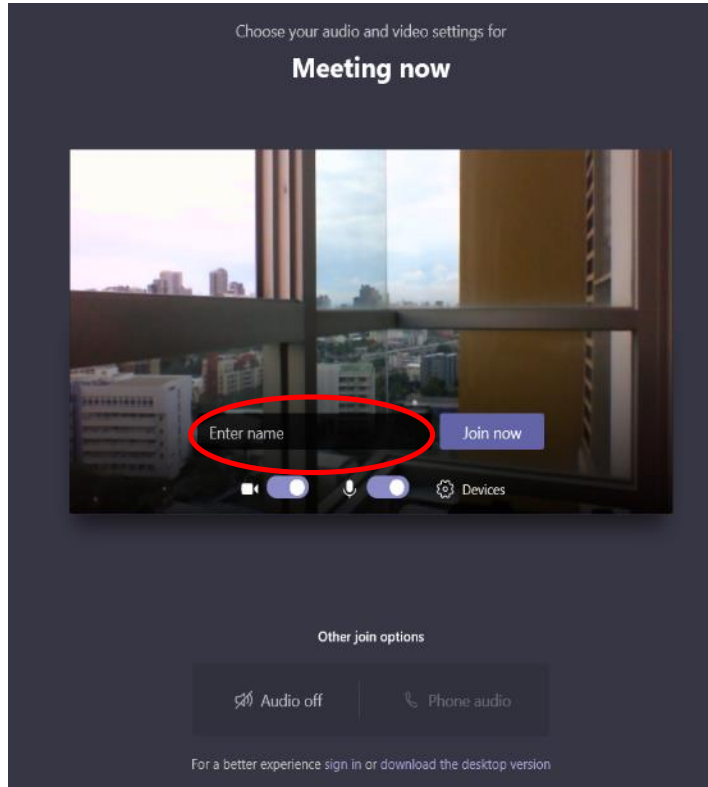 Choose your audio and video settings for
Meeting now
Enter name
Join now
Devices
Other join options
Audio off
Phone audio
For a better experience sign in or download the desktop version